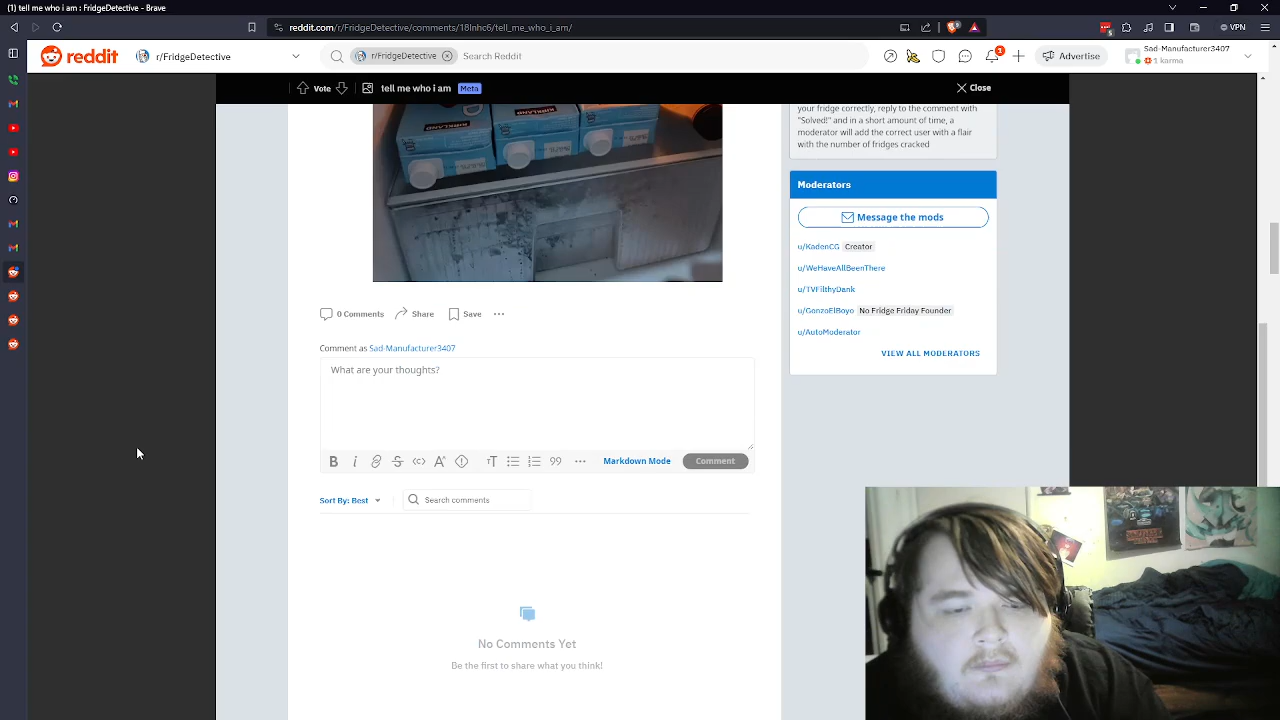 (1) tell me who i am : FridgeDetective - Brave
reddit.com/r/FridgeDetective/comments/18lnhc6/tell_me_who_i_am/
VPN
reddit
r/FridgeDetective
r/FridgeDetective
Search Reddit
1
Advertise
Sad-Manufacturer3407
1 karma
Vote
tell me who i am
Meta
Close
KIRKLAND
KIRKLAND
your fridge correctly, reply to the comment with
"Solved!" and in a short amount of time, a
moderator will add the correct user with a flair
with the number of fridges cracked
Moderators
Message the mods
u/KadenCG Creator
u/WeHaveAllBeenThere
u/TVFilthyDank
u/GonzoElBoyo No Fridge Friday Founder
u/AutoModerator
VIEW ALL MODERATORS
0 Comments
Share
Save
Comment as Sad-Manufacturer3407
What are your thoughts?
Markdown Mode
Comment
Sort By: Best
Search comments
No Comments Yet
Be the first to share what you think!